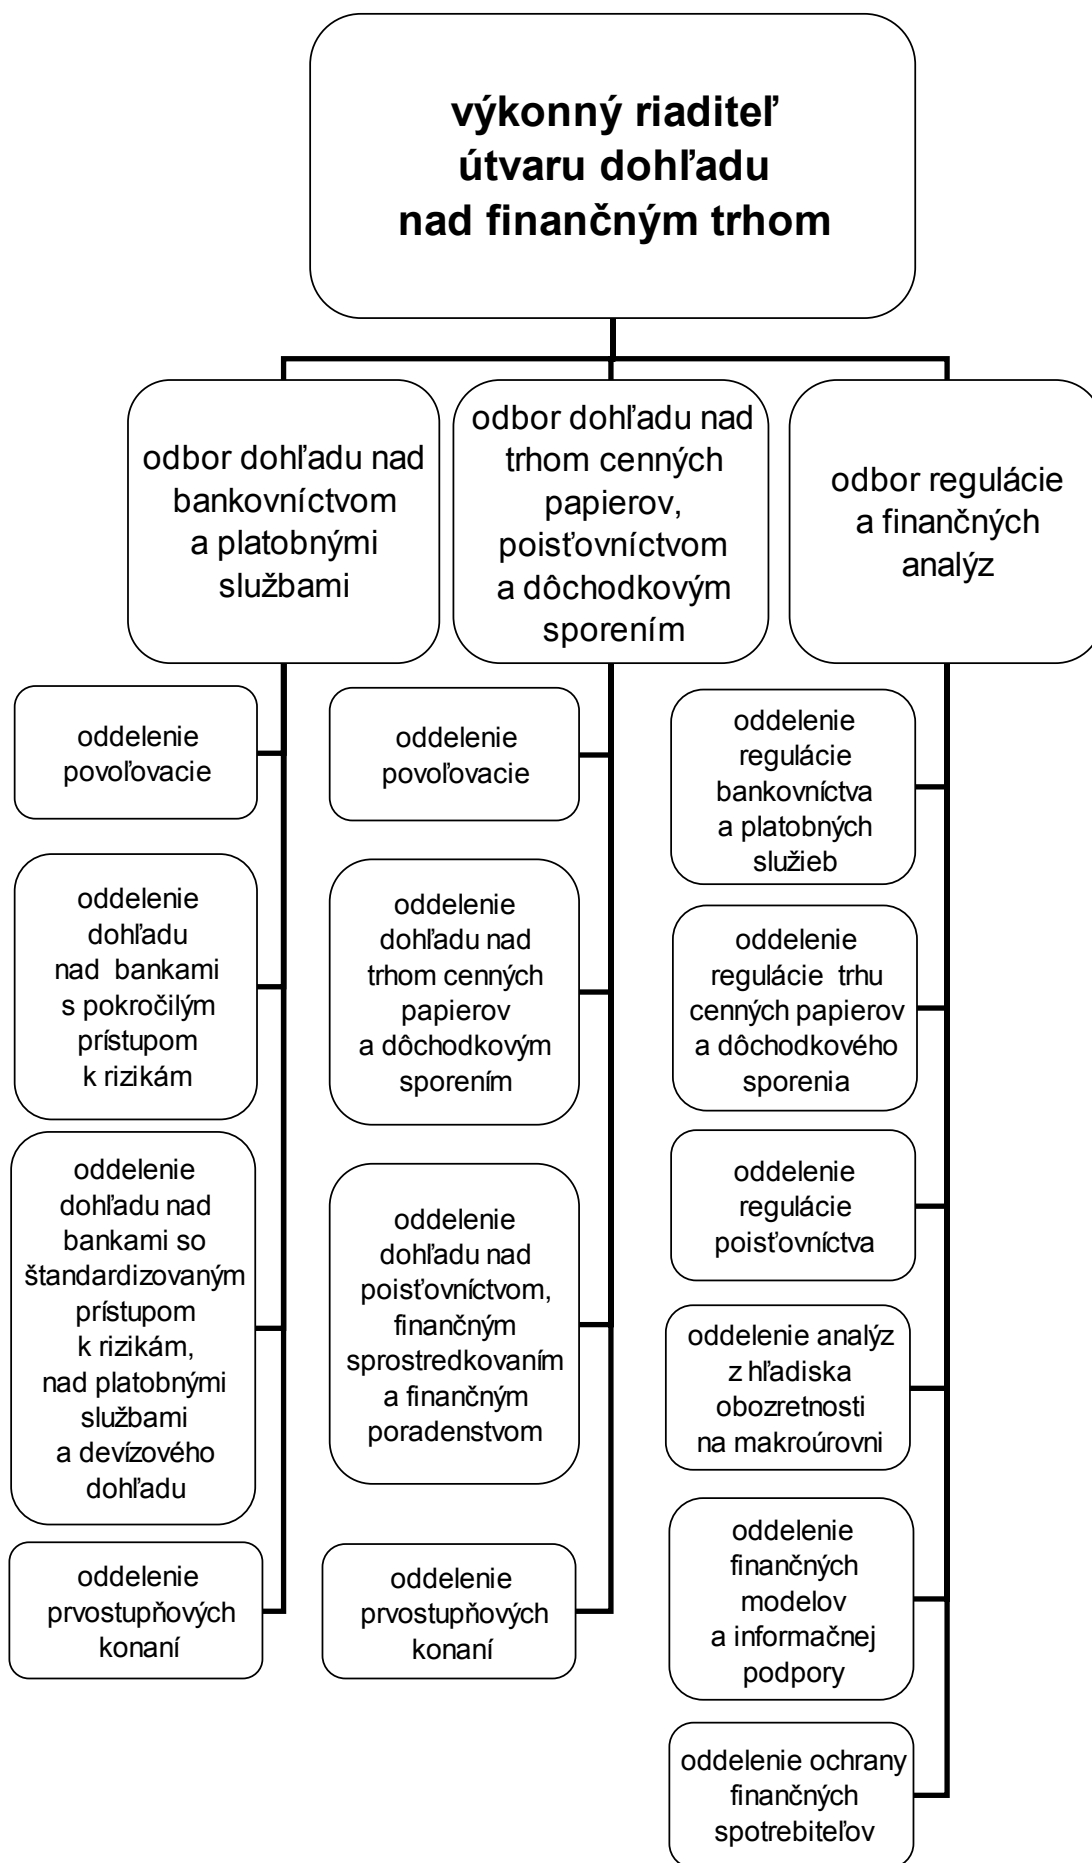 výkonný riaditeľ
útvaru dohľadu
nad finančným trhom
odbor dohľadu nad
bankovníctvom
a platobnými
službami
odbor dohľadu nad
trhom cenných
papierov,
poisťovníctvom
a dôchodkovým
sporením
odbor regulácie
a finančných
analýz
oddelenie
povoľovacie
oddelenie
dohľadu
nad bankami
s pokročilým
prístupom
k rizikám
oddelenie
dohľadu nad
bankami so
štandardizovaným
prístupom
k rizikám,
nad platobnými
službami
a devízového
dohľadu
oddelenie
prvostupňových
konaní
oddelenie
povoľovacie
oddelenie
dohľadu nad
trhom cenných
papierov
a dôchodkovým
sporením
oddelenie
dohľadu nad
poisťovníctvom,
finančným
sprostredkovaním
a finančným
poradenstvom
oddelenie
prvostupňových
konaní
oddelenie
regulácie
bankovníctva
a platobných
služieb
oddelenie
regulácie trhu
cenných papierov
a dôchodkového
sporenia
oddelenie
regulácie
poisťovníctva
oddelenie analýz
z hľadiska
obozretnosti
na makroúrovni
oddelenie
finančných
modelov
a informačnej
podpory
oddelenie ochrany
finančných
spotrebiteľov